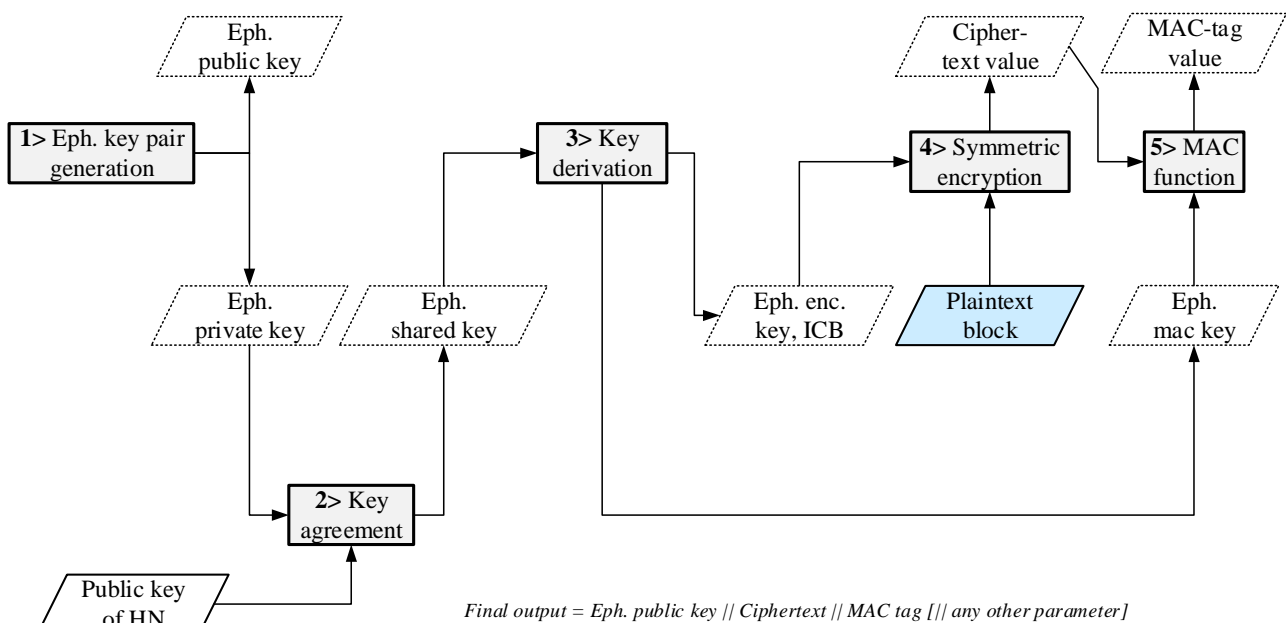 Eph.
public key
Cipher-
text value
MAC-tag
value
1> Eph. key pair
generation
3> Key
derivation
4> Symmetric
encryption
5> MAC
function
Eph.
private key
Eph.
shared key
Eph. enc.
key, ICB
Plaintext
block
Eph.
mac key
2> Key
agreement
Public key
of HN
Final output = Eph. public key || Ciphertext || MAC tag [|| any other parameter]